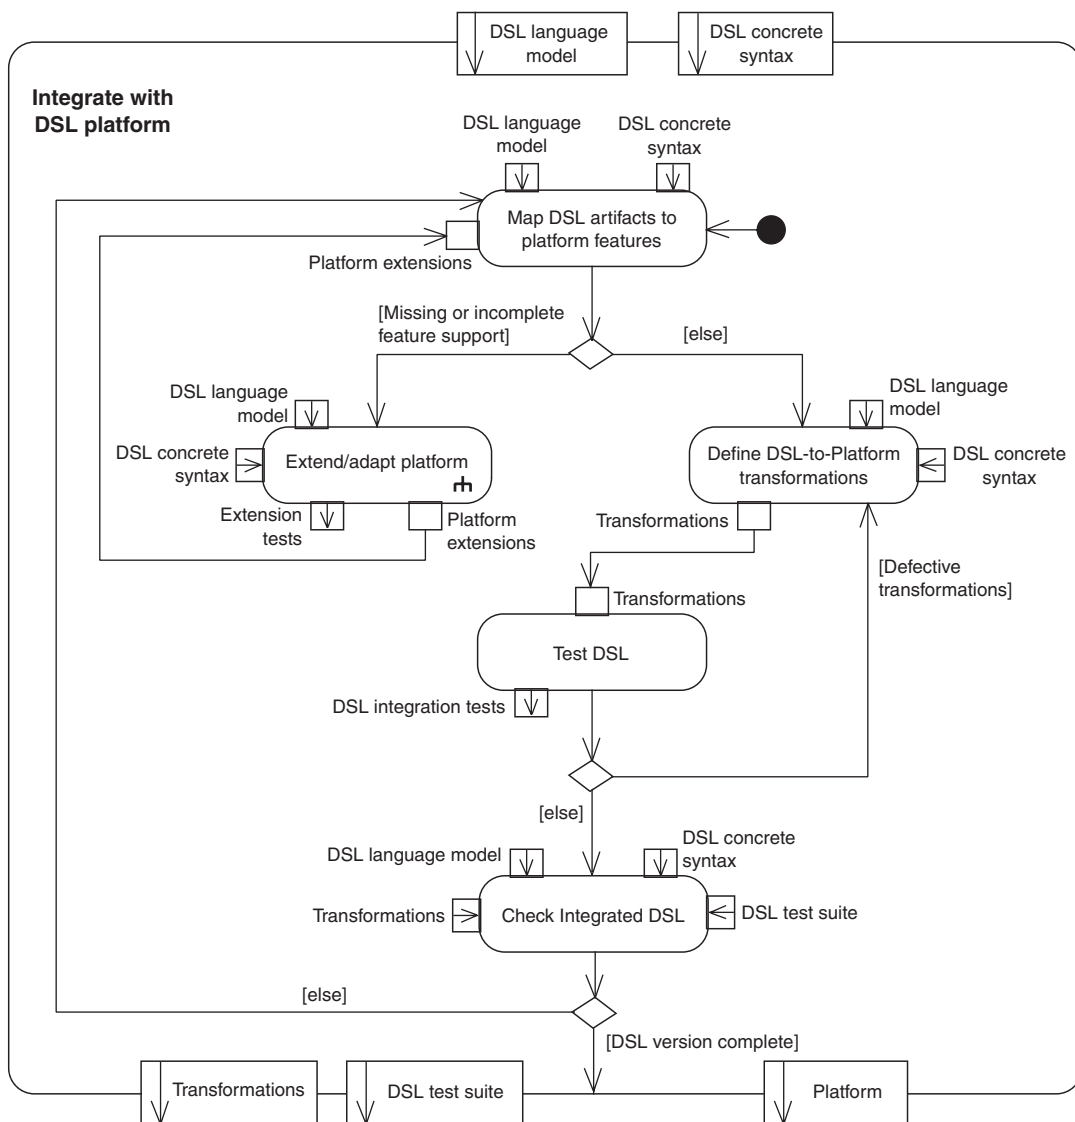 DSL language
model
DSL concrete
syntax
Integrate with
DSL platform
DSL language
model
DSL concrete
syntax
Map DSL artifacts to
platform features
Platform extensions
[Missing or incomplete
feature support]
[else]
DSL language
model
DSL concrete
syntax
Extend/adapt platform
Extension
tests
Platform
extensions
DSL language
model
Define DSL-to-Platform
transformations
DSL concrete
syntax
Transformations
[Defective
transformations]
Transformations
Test DSL
DSL integration tests
[else]
DSL language model
DSL concrete
syntax
Transformations
Check Integrated DSL
DSL test suite
[else]
[DSL version complete]
Transformations
DSL test suite
Platform